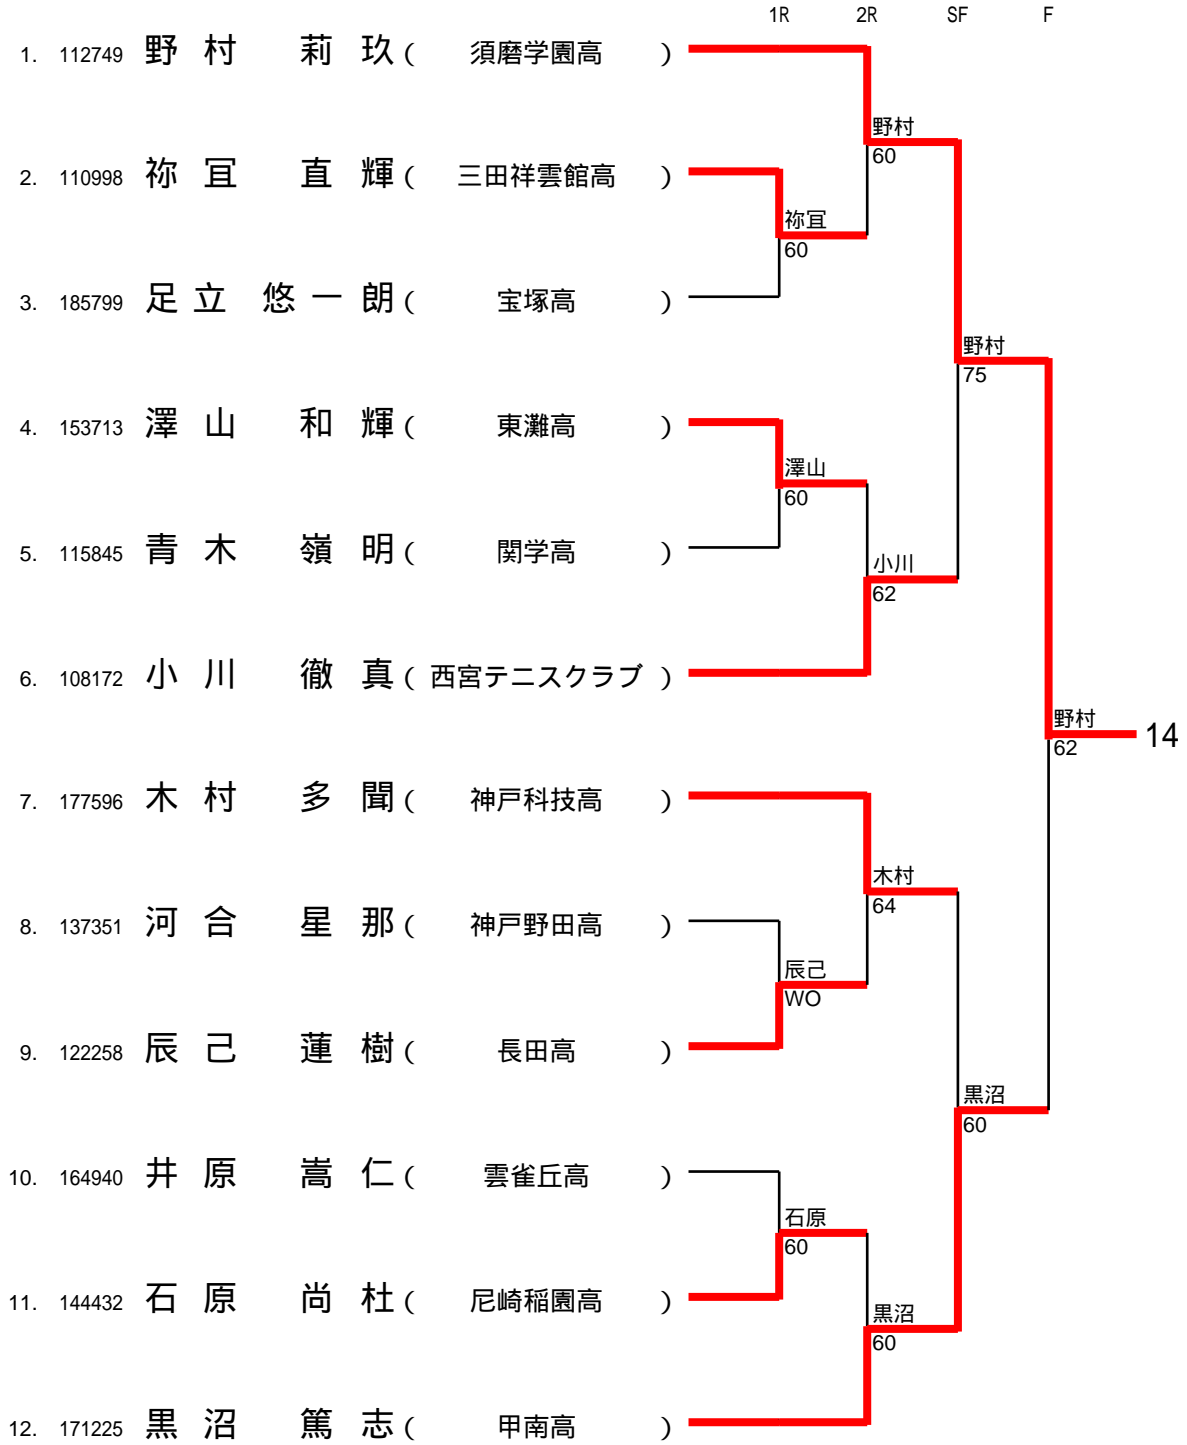 1R 2R SF F
1. 112749 野村 莉玖 ( 須磨学園高 )
野村
60
2. 110998 祢冝 直輝 ( 三田祥雲館高 )
祢冝
60
3. 185799 足立 悠一朗 ( 宝塚高 )
野村
75
4. 153713 澤山 和輝 ( 東灘高 )
澤山
60
5. 115845 青木 嶺明 ( 関学高 )
小川
62
6. 108172 小川 徹真 ( 西宮テニスクラブ )
野村
62
14
7. 177596 木村 多聞 ( 神戸科技高 )
木村
64
8. 137351 河合 星那 ( 神戸野田高 )
辰己
WO
9. 122258 辰己 蓮樹 ( 長田高 )
黒沼
60
10. 164940 井原 嵩仁 ( 雲雀丘高 )
石原
60
11. 144432 石原 尚杜 ( 尼崎稲園高 )
黒沼
60
12. 171225 黒沼 篤志 ( 甲南高 )